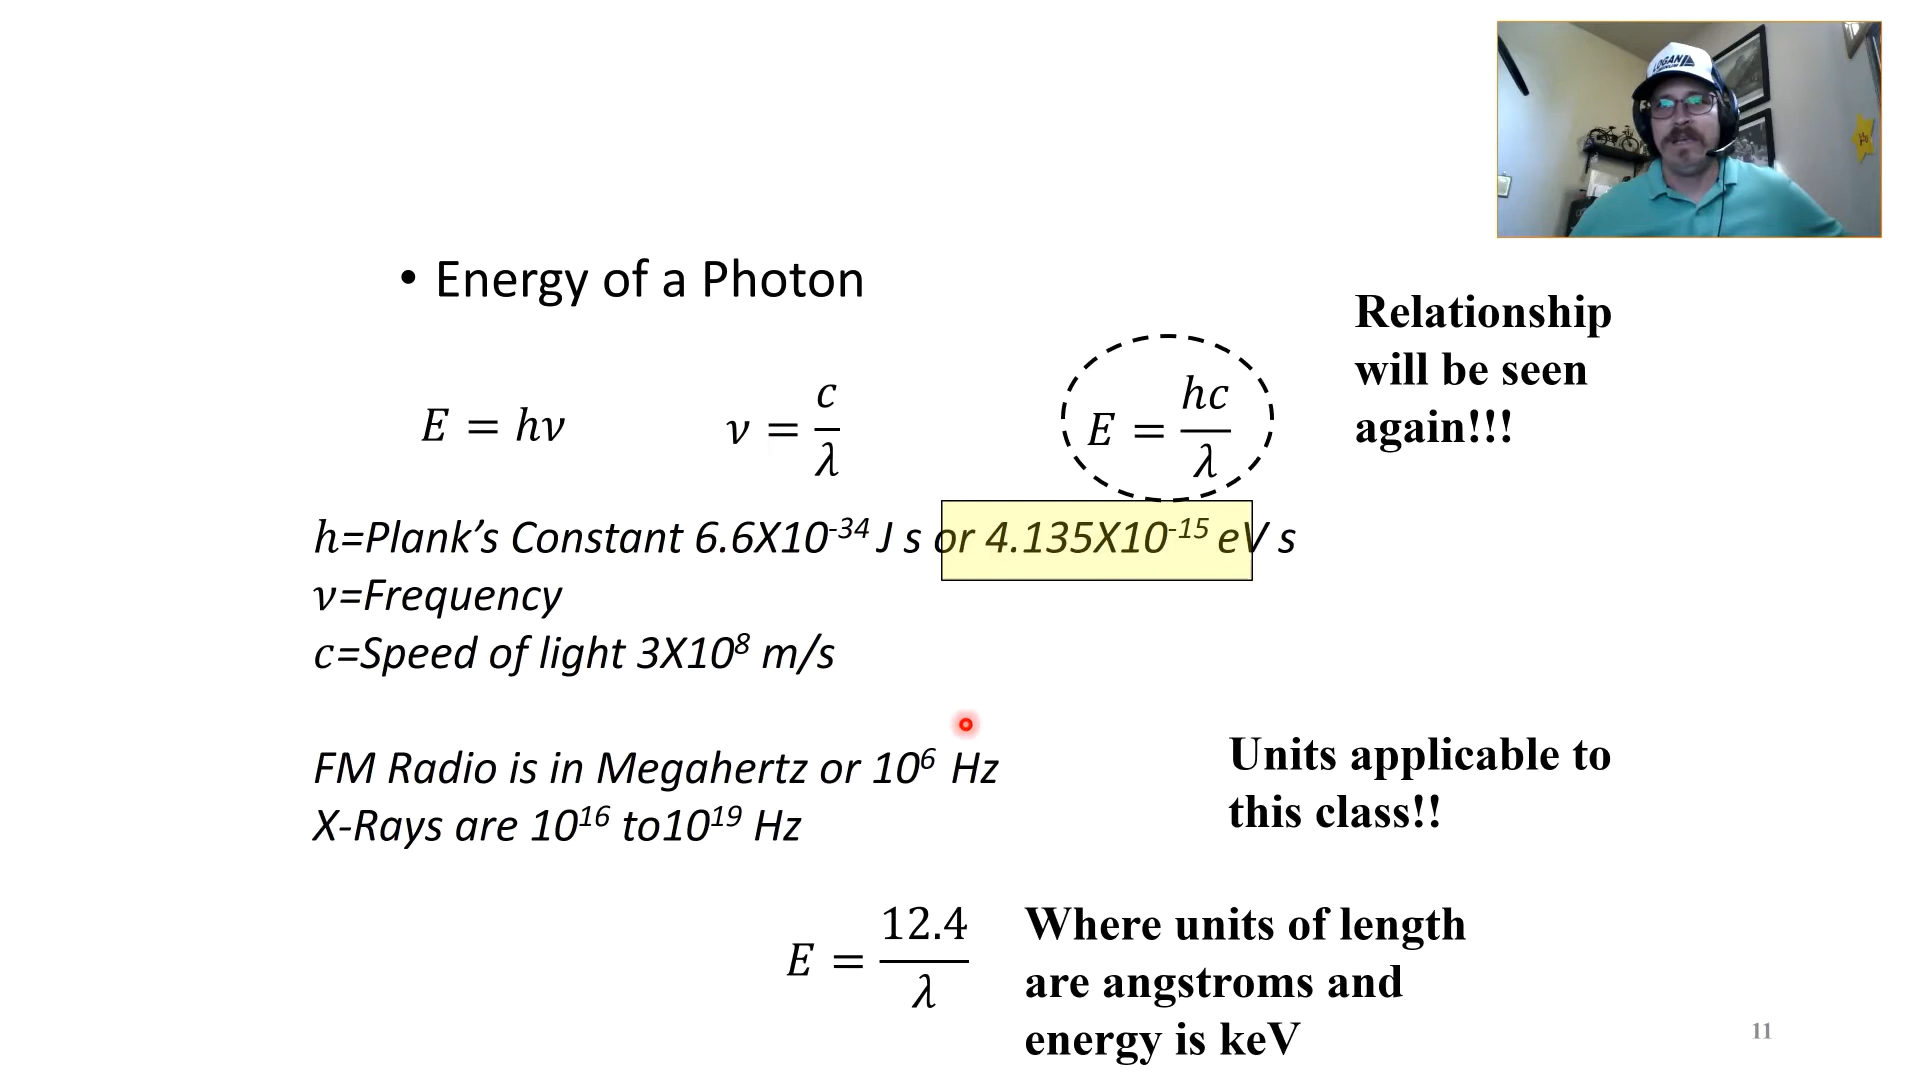 LOGAN
• Energy of a Photon
Relationship
will be seen
again!!!
E = hν
ν = c/λ
E = hc/λ
h=Plank’s Constant 6.6X10⁻³⁴ J s or 4.135X10⁻¹⁵ eV s
ν=Frequency
c=Speed of light 3X10⁸ m/s
FM Radio is in Megahertz or 10⁶ Hz
X-Rays are 10¹⁶ to10¹⁹ Hz
Units applicable to
this class!!
E = 12.4/λ
Where units of length
are angstroms and
energy is keV
11